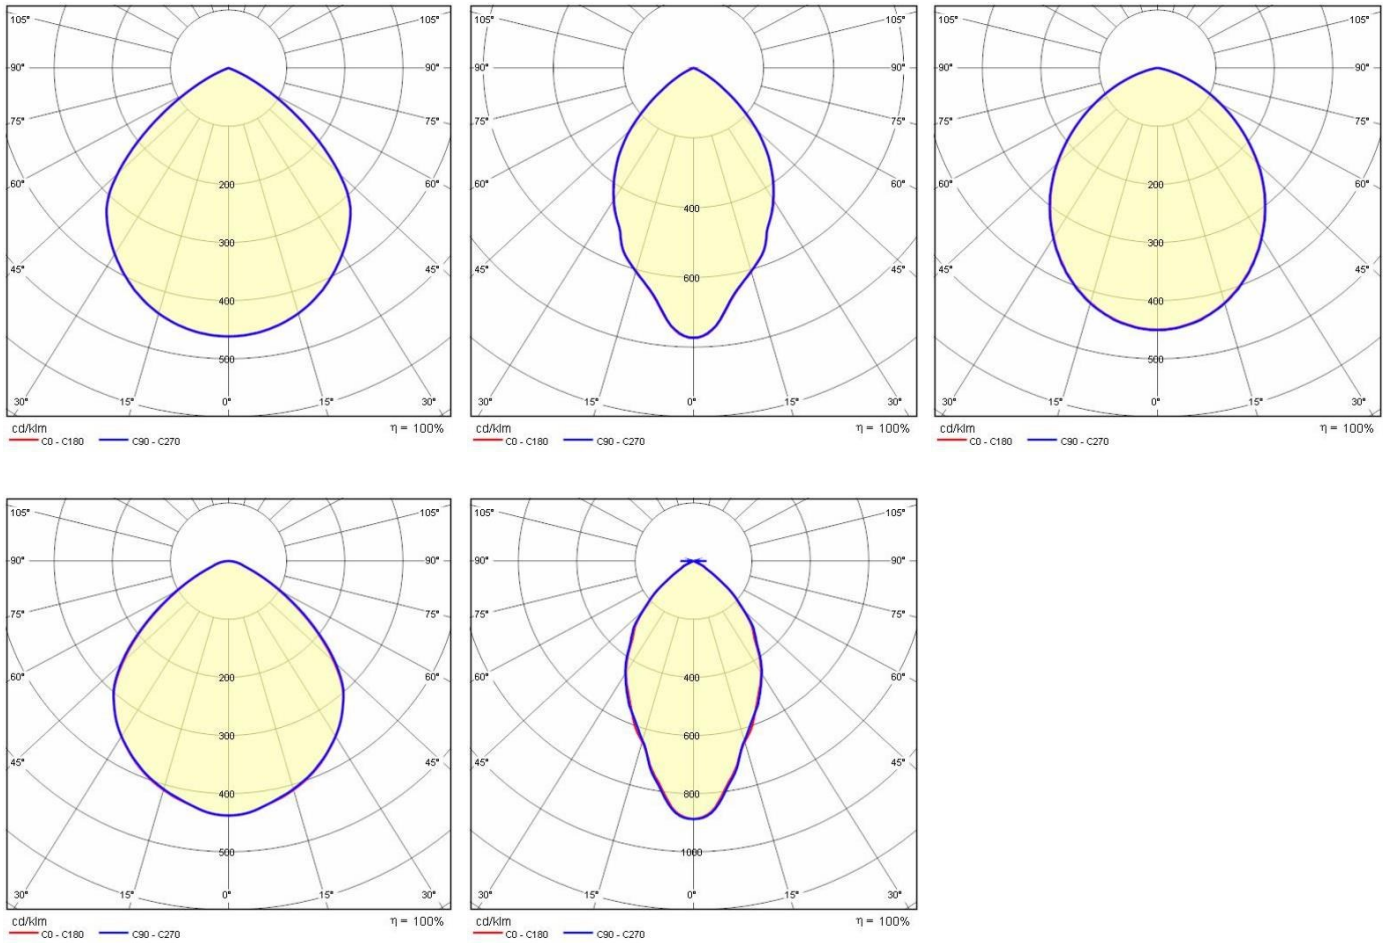 105° 105° 105° 105° 105° 105°
90° 90° 90° 90° 90° 90°
75° 75° 75° 75° 75° 75°
60° 200 60° 60° 400 60° 60° 200 60°
300 300
45° 45° 45° 600 45° 45° 45°
400 400
500 500
30° 15° 0° 15° 30° 30° 15° 0° 15° 30° 30° 15° 0° 15° 30°
cd/klm η = 100% cd/klm η = 100% cd/klm η = 100%
C0 - C180 C90 - C270 C0 - C180 C90 - C270 C0 - C180 C90 - C270
105° 105° 105° 105°
90° 90° 90° 90°
75° 75° 75° 75°
60° 200 60° 60° 400 60°
300 600
45° 45° 45° 45°
400 800
500 1000
30° 15° 0° 15° 30° 30° 15° 0° 15° 30°
cd/klm η = 100% cd/klm η = 100%
C0 - C180 C90 - C270 C0 - C180 C90 - C270